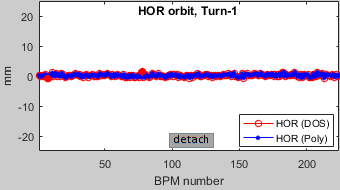 HOR orbit, Turn-1
20
10
0
-10
-20
mm
HOR (DOS)
HOR (Poly)
detach
50
100
150
200
BPM number